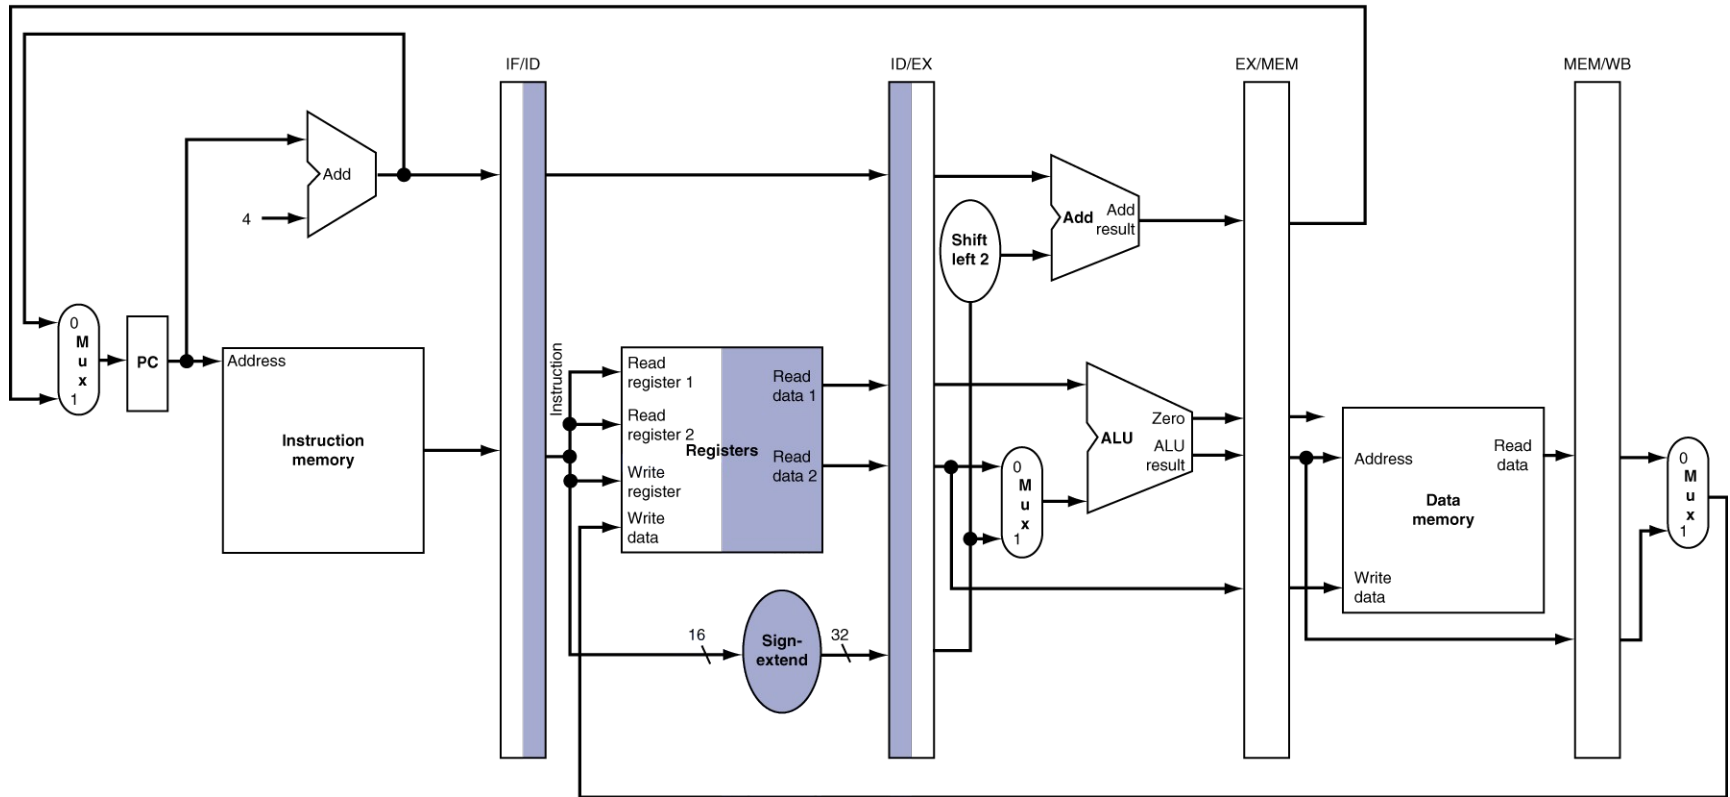 IF/ID
ID/EX
EX/MEM
MEM/WB
Add
4
Shift
left 2
Add
Add
result
0
M
u
x
1
PC
Address
Instruction
memory
Instruction
Read
register 1
Read
register 2
Registers
Write
register
Write
data
Read
data 1
Read
data 2
16
Sign-
extend
32
0
M
u
x
1
Zero
ALU
ALU
result
Address
Read
data
Data
memory
Write
data
0
M
u
x
1